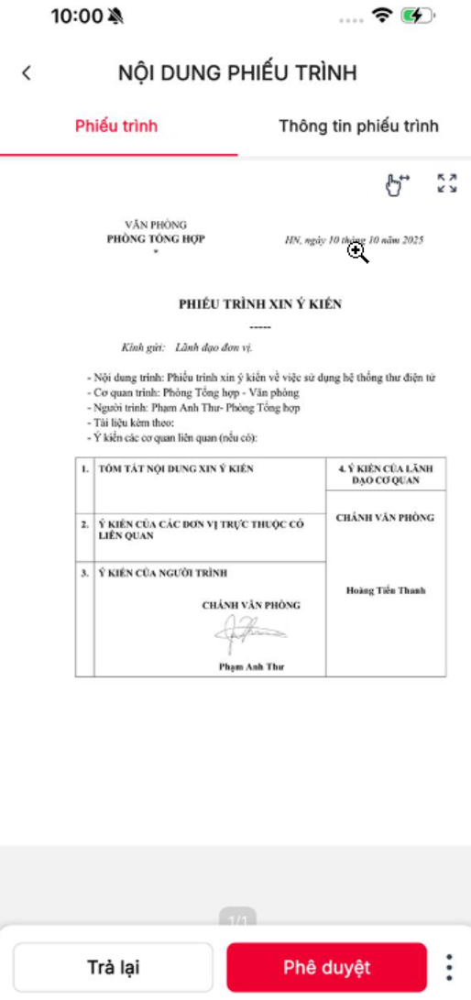 10:00
NỘI DUNG PHIẾU TRÌNH
Phiếu trình
Thông tin phiếu trình
VĂN PHÒNG
PHÒNG TỔNG HỢP
*
HN, ngày 10 tháng 10 năm 2025
PHIẾU TRÌNH XIN Ý KIẾN
-----
Kính gửi: Lãnh đạo đơn vị.
- Nội dung trình: Phiếu trình xin ý kiến về việc sử dụng hệ thống thư điện tử
- Cơ quan trình: Phòng Tổng hợp - Văn phòng
- Người trình: Phạm Anh Thư- Phòng Tổng hợp
- Tài liệu kèm theo:
- Ý kiến các cơ quan liên quan (nếu có):
1. TÓM TẮT NỘI DUNG XIN Ý KIẾN
2. Ý KIẾN CỦA CÁC ĐƠN VỊ TRỰC THUỘC CÓ
LIÊN QUAN
3. Ý KIẾN CỦA NGƯỜI TRÌNH
CHÁNH VĂN PHÒNG
Phạm Anh Thư
4. Ý KIẾN CỦA LÃNH
ĐẠO CƠ QUAN
CHÁNH VĂN PHÒNG
Hoàng Tiến Thanh
1/1
Trả lại
Phê duyệt